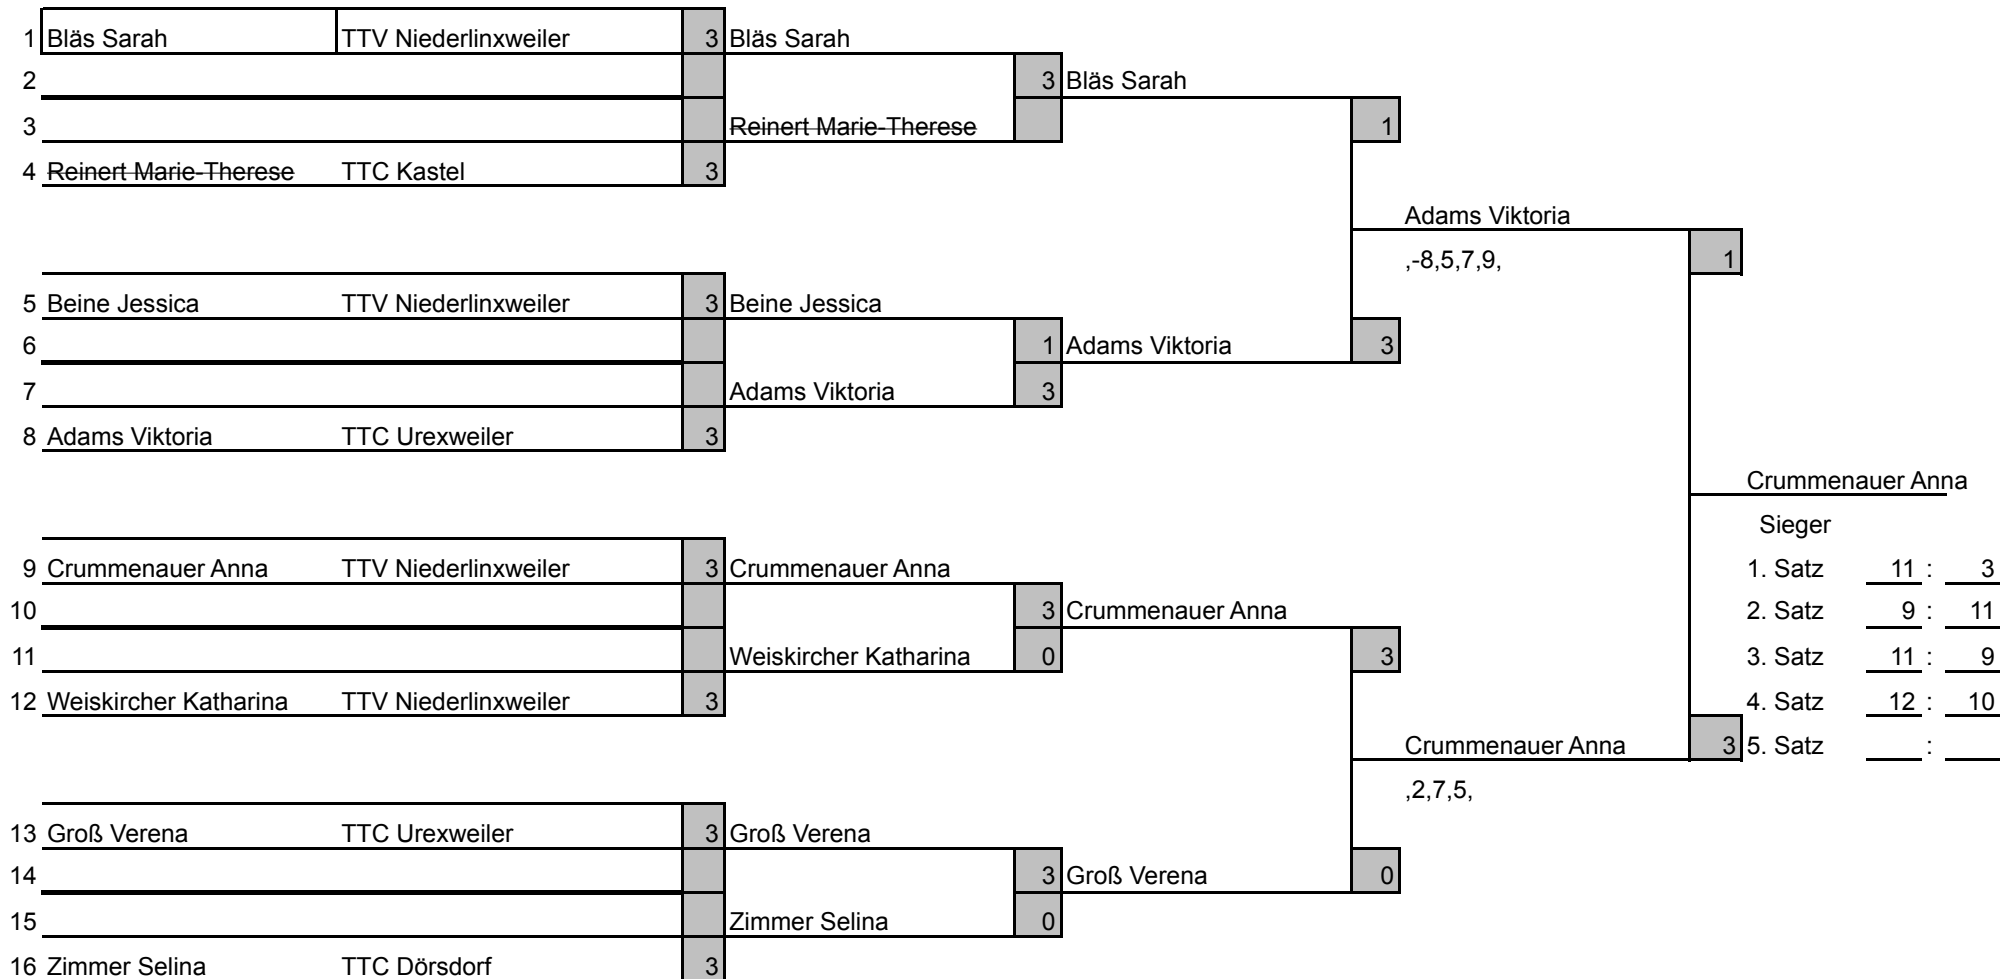 1 Bläs Sarah TTV Niederlinxweiler 3 Bläs Sarah
2 3 Bläs Sarah
3 Reinert Marie-Therese 1
4 Reinert Marie-Therese TTC Kastel 3
Adams Viktoria
,-8,5,7,9, 1
5 Beine Jessica TTV Niederlinxweiler 3 Beine Jessica
6 1 Adams Viktoria 3
7 Adams Viktoria 3
8 Adams Viktoria TTC Urexweiler 3
Crummenauer Anna
Sieger
9 Crummenauer Anna TTV Niederlinxweiler 3 Crummenauer Anna 1. Satz 11 : 3
10 3 Crummenauer Anna 2. Satz 9 : 11
11 Weiskircher Katharina 0 3 3. Satz 11 : 9
12 Weiskircher Katharina TTV Niederlinxweiler 3 4. Satz 12 : 10
Crummenauer Anna 3 5. Satz :
,2,7,5,
13 Groß Verena TTC Urexweiler 3 Groß Verena
14 3 Groß Verena 0
15 Zimmer Selina 0
16 Zimmer Selina TTC Dörsdorf 3